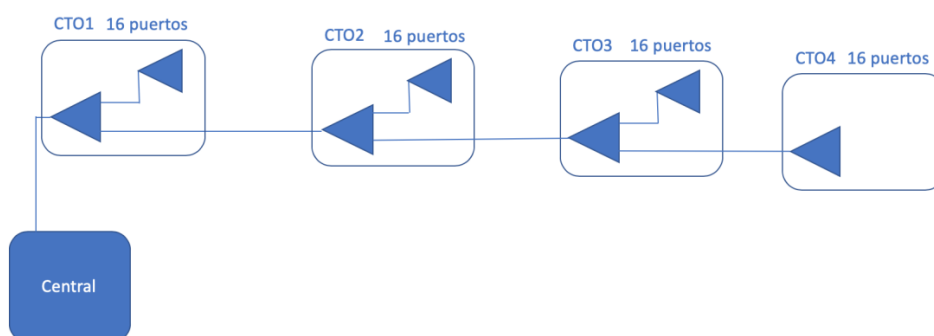 CTO1 16 puertos
CTO2 16 puertos
CTO3 16 puertos
CTO4 16 puertos
Central